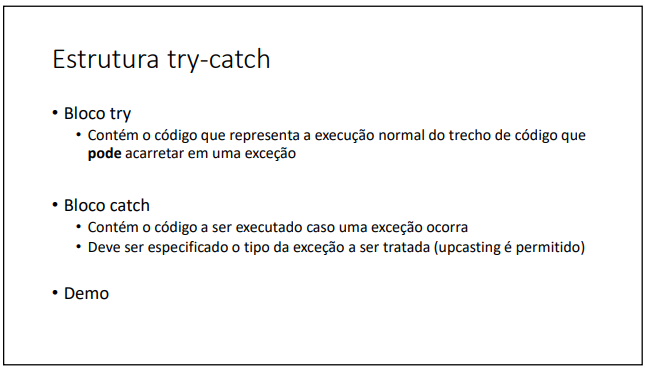 Estrutura try-catch
• Bloco try
• Contém o código que representa a execução normal do trecho de código que
pode acarretar em uma exceção
• Bloco catch
• Contém o código a ser executado caso uma exceção ocorra
• Deve ser especificado o tipo da exceção a ser tratada (upcasting é permitido)
• Demo